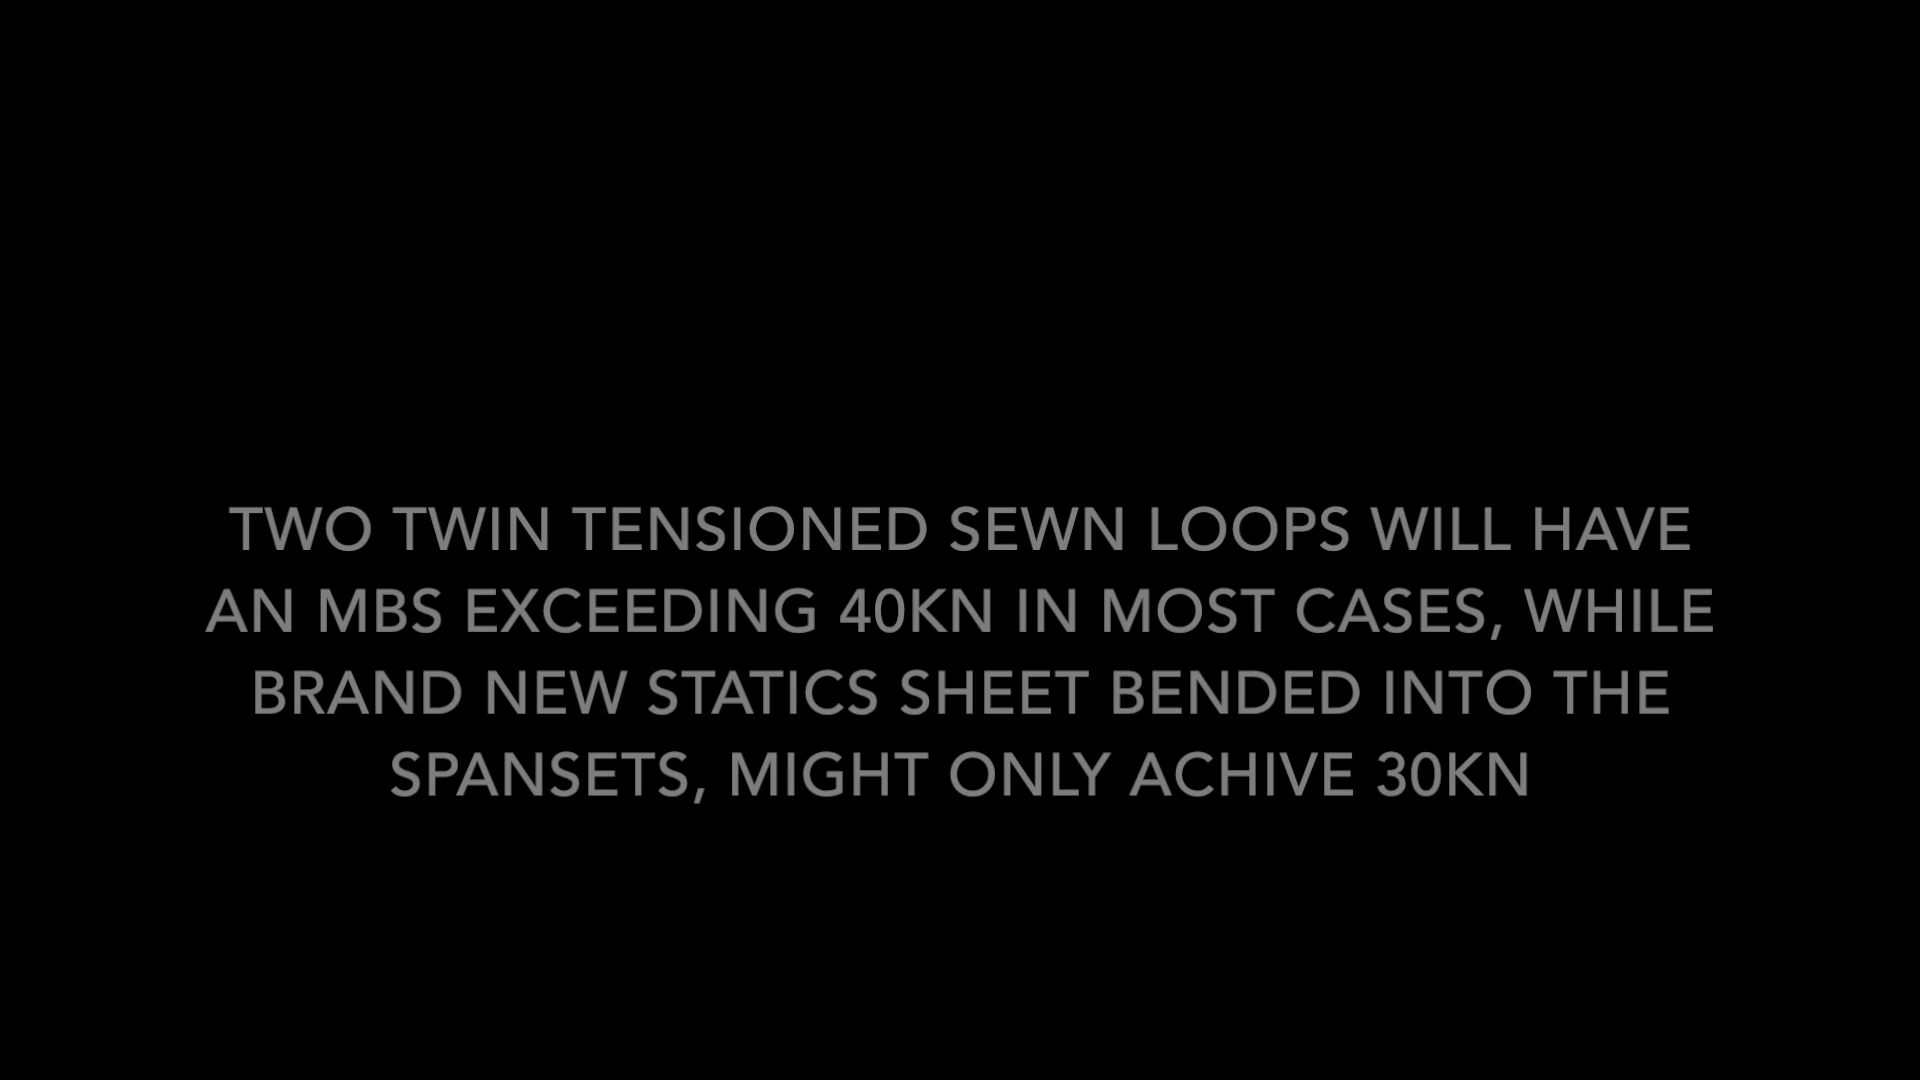 TWO TWIN TENSIONED SEWN LOOPS WILL HAVE
AN MBS EXCEEDING 40KN IN MOST CASES, WHILE
BRAND NEW STATICS SHEET BENDED INTO THE
SPANSETS, MIGHT ONLY ACHIVE 30KN